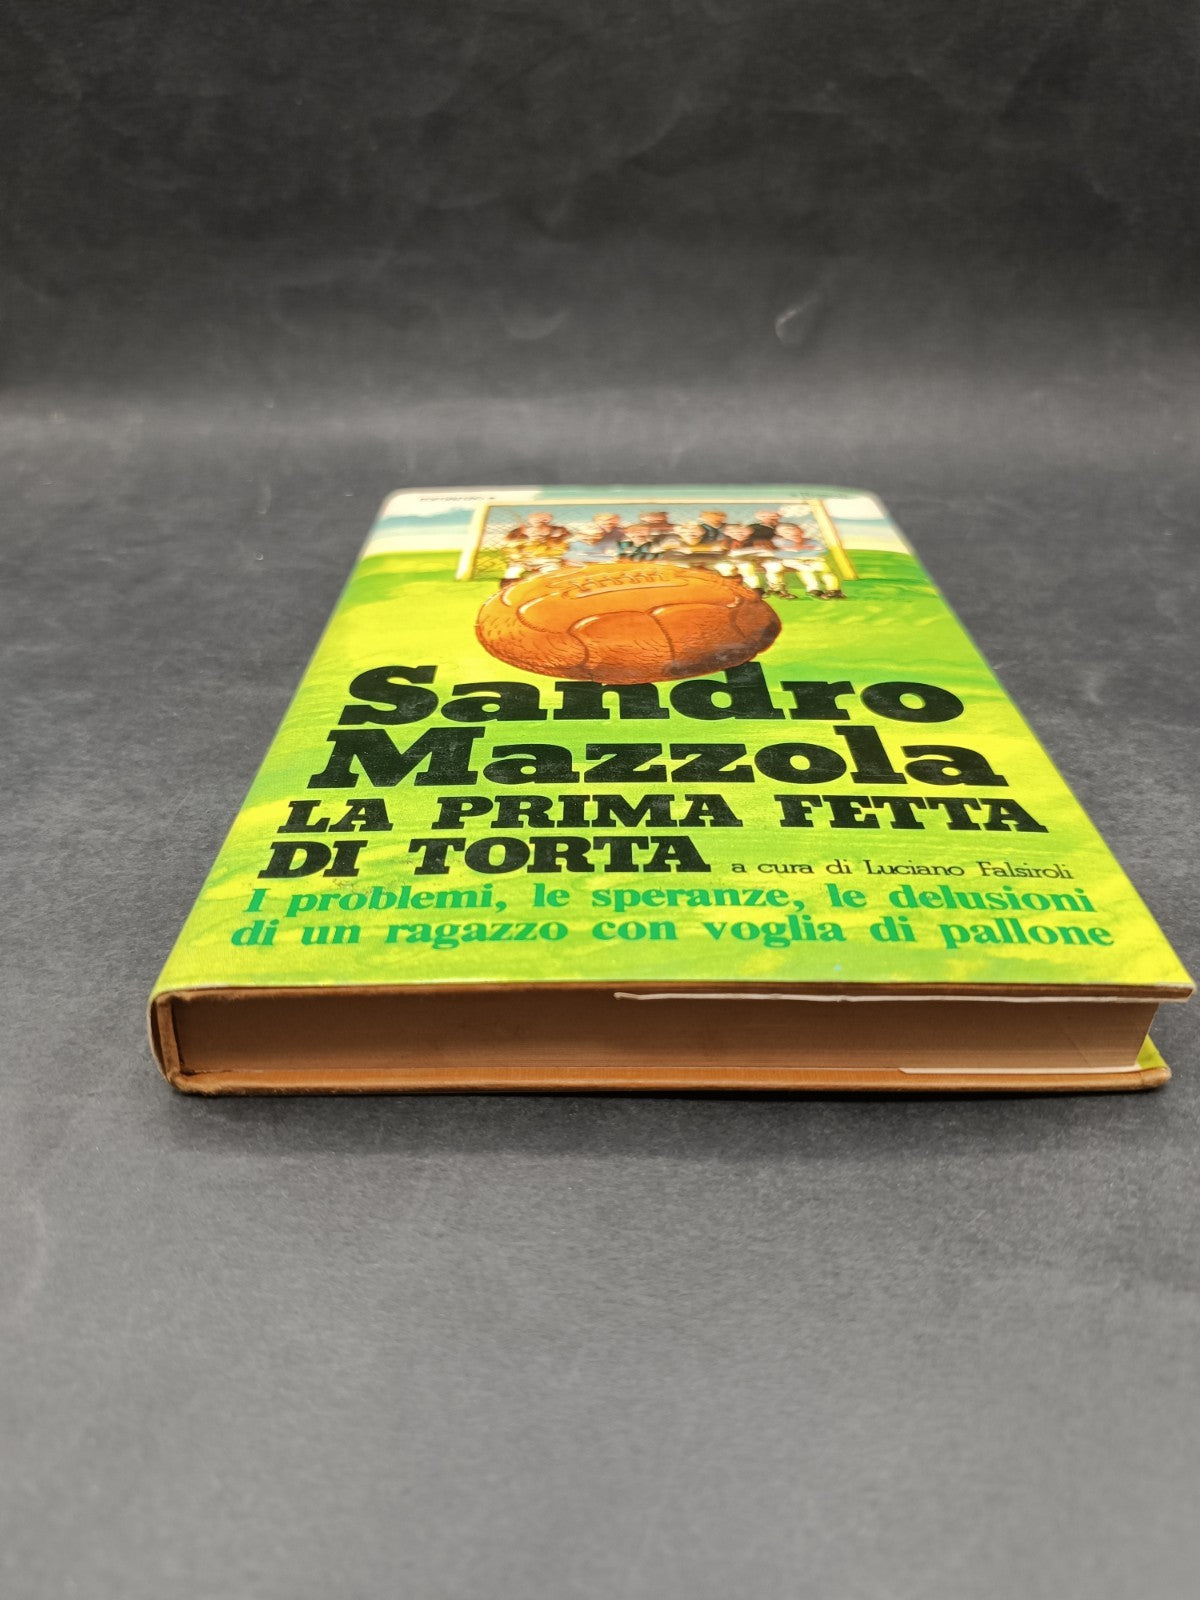 Sandro
Mazzola
LA PRIMA FETTA
DI TORTA a cura di Luciano Falsiroli
I problemi, le speranze, le delusioni
di un ragazzo con voglia di pallone